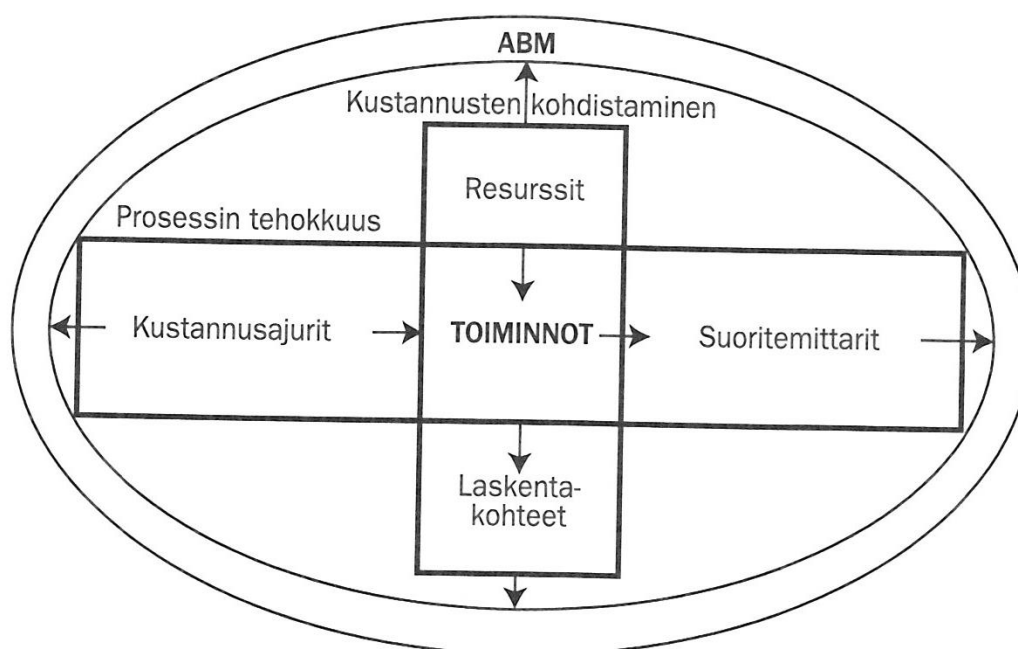 ABM
Kustannusten kohdistaminen
Resurssit
Prosessin tehokkuus
Kustannusajurit
TOIMINNOT
Suoritemittarit
Laskenta-
kohteet